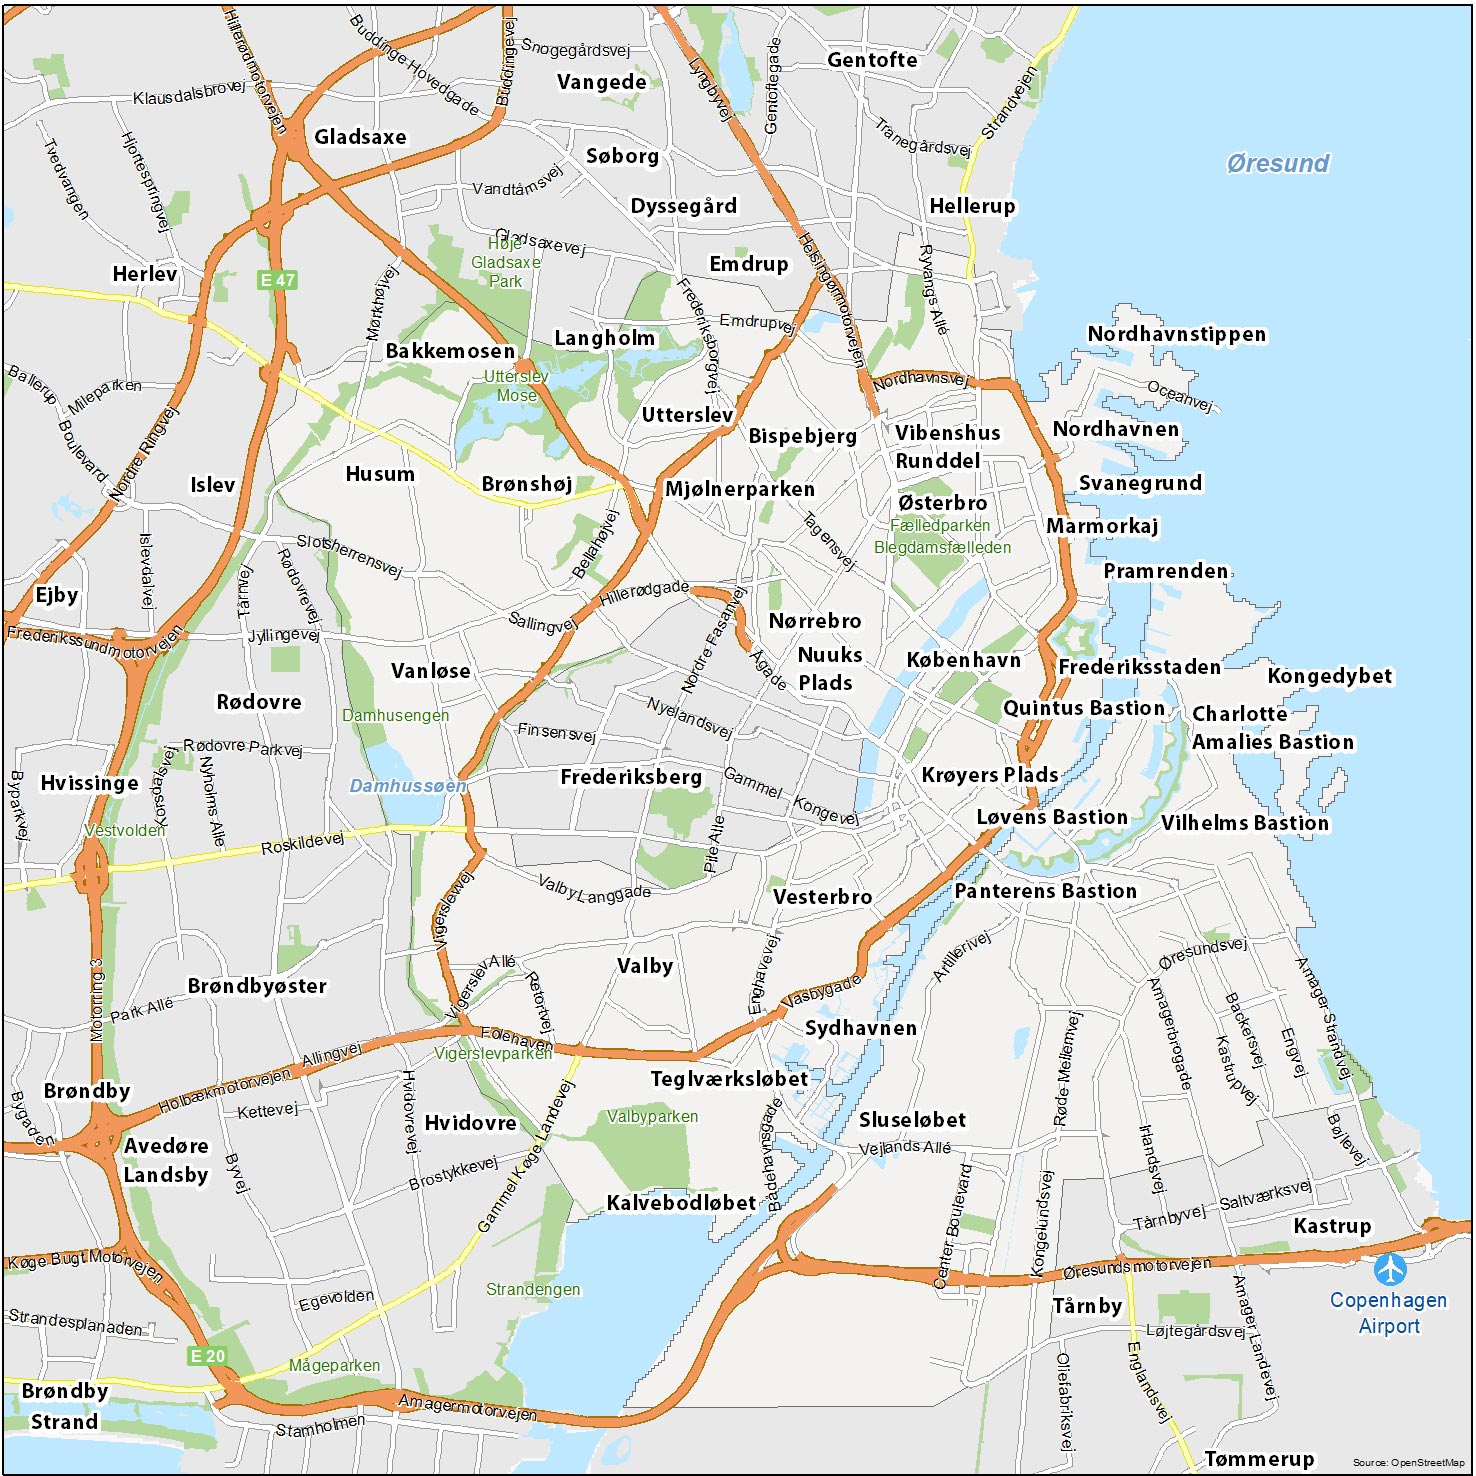 Hillerødmotorvejen
Buddinge Hovedgade
Buddingevej
Snogegårdsvej
Vangede
Lyngbyvej
Gentoftegade
Gentofte
Strandvejen
Klausdalsbrovej
Gladsaxe
Hjortespringvej
Tvedvangen
Søborg
Tranegårdsvej
Øresund
Vandtårnsvej
Dyssegård
Hellerup
Gladsaxevej
Høje
Gladsaxe
Park
Emdrup
Helsingørmotorvejen
Ryvangs Allé
Herlev
E 47
Mørkhøjvej
Frederiksborgvej
Emdrupvej
Langholm
Bakkemosen
Nordhavnstippen
Utterslev
Mose
Nordhavnsvej
Oceanvej
Ballerup
Boulevard
Mileparken
Nordre Ringvej
Utterslev
Bispebjerg
Vibenshus
Runddel
Nordhavnen
Husum
Islev
Brønshøj
Mjølnerparken
Svanegrund
Østerbro
Fælledparken
Blegdamsfælleden
Marmorkaj
Tagensvej
Slotsherrensvej
Bellahøjvej
Islevdalvej
Rødovrevej
Tårnvej
Pramrenden
Ejby
Hillerødgade
Sallingvej
Nordre Fasanvej
Nørrebro
Frederikssundmotorvejen
Jyllingevej
Ågade
Nuuks
Plads
København
Frederiksstaden
Kongedybet
Vanløse
Rødovre
Damhusengen
Nyelandsvej
Quintus Bastion
Charlotte
Amalies Bastion
Finsensvej
Rødovre Parkvej
Nyholms Allé
Byparkvej
Hvissinge
Damhussøen
Frederiksberg
Gammel Kongevej
Krøyers Plads
Løvens Bastion
Vilhelms Bastion
Vestvolden
Roskildevej
Pile Allé
Valby Langgade
Vigerslevvej
Vesterbro
Panterens Bastion
Motorring 3
Brøndbyøster
Park Allé
Vigerslev Allé
Retortvej
Valby
Enghavevej
Vasbygade
Artillerivej
Øresundsvej
Amager Strandvej
Backersvej
Kastrupvej
Engvej
Amagerbrogade
Sydhavnen
Folehaven
Vigerslevparken
Allingvej
Holbækmotorvejen
Brøndby
Bygaden
Kettevej
Hvidovrevej
Hvidovre
Teglværksløbet
Valbyparken
Røde Mellemvej
Sluseløbet
Vejlands Allé
Irlandsvej
Bøjlevej
Avedøre
Landsby
Byvej
Brostykkevej
Gammel Køge Landevej
Bådehavnsgade
Kalvebodløbet
Center Boulevard
Kongelundsvej
Tårnbyvej
Saltværksvej
Kastrup
Køge Bugt Motorvejen
Øresundsmotorvejen
Copenhagen
Airport
Strandengen
Egevolden
Strandesplanaden
Tårnby
Løjtegårdsvej
Amager Landevej
Englandsvej
Oliefabriksvej
E 20
Mågeparken
Brøndby
Strand
Stamholmen
Amagermotorvejen
Tømmerup
Source: OpenStreetMap